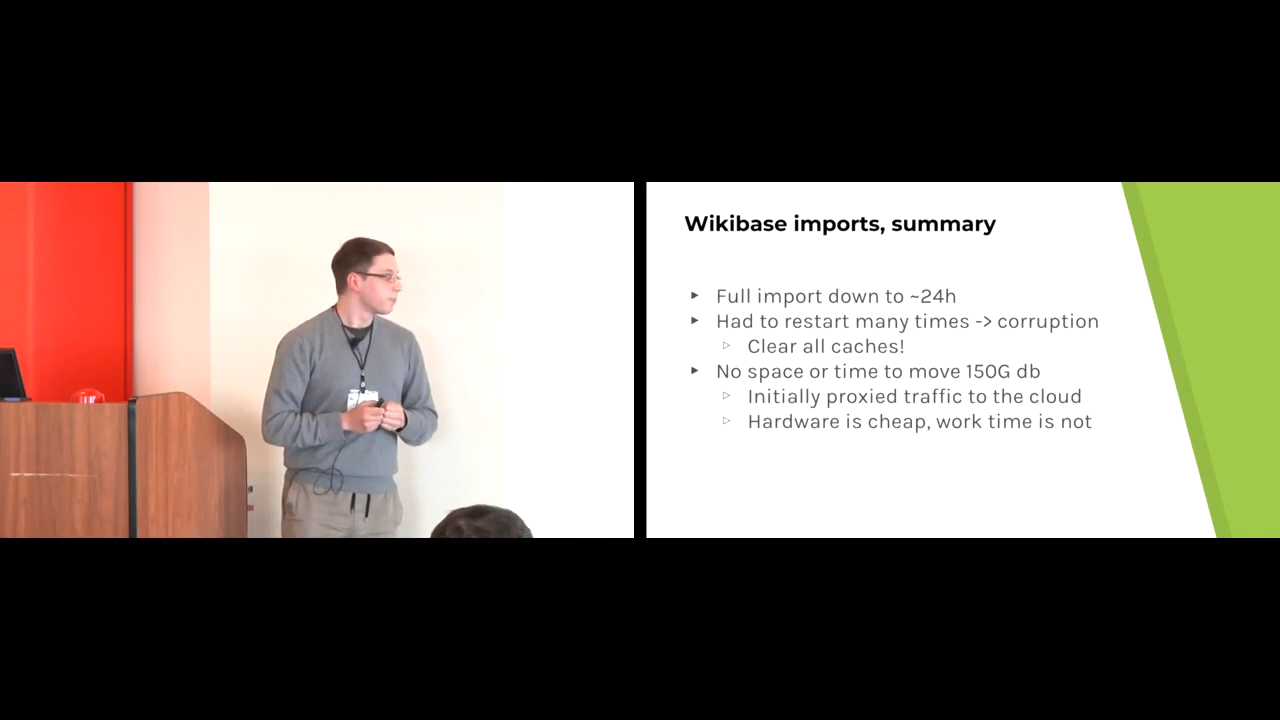 Wikibase imports, summary
Full import down to ~24h
Had to restart many times -> corruption
Clear all caches!
No space or time to move 150G db
Initially proxied traffic to the cloud
Hardware is cheap, work time is not